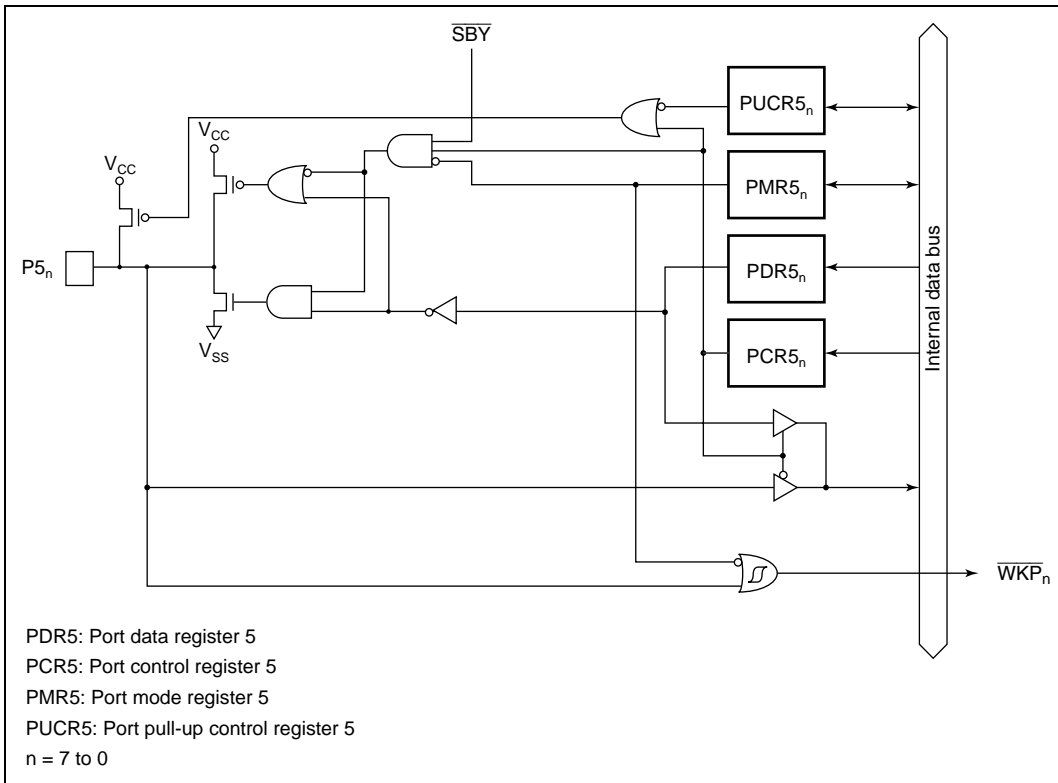 SBY
PUCR5n
VCC
VCC
PMR5n
PDR5n
P5n
PCR5n
VSS
Internal data bus
WKPn
PDR5: Port data register 5
PCR5: Port control register 5
PMR5: Port mode register 5
PUCR5: Port pull-up control register 5
n = 7 to 0